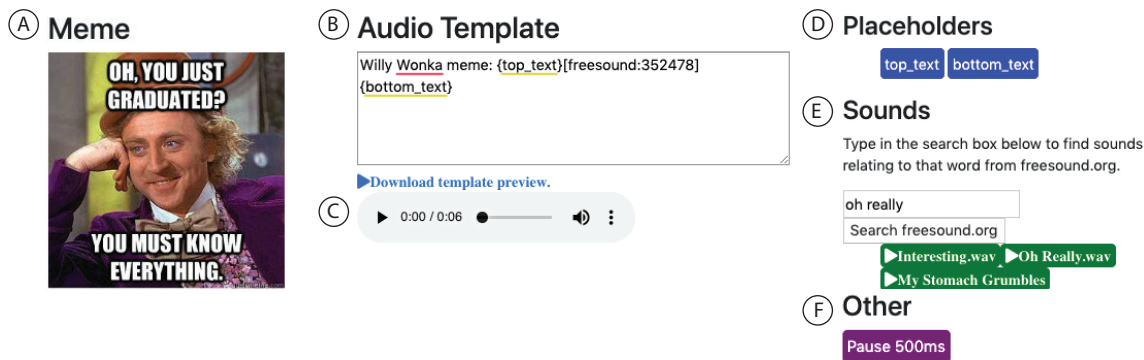 A Meme
OH, YOU JUST
GRADUATED?
YOU MUST KNOW
EVERYTHING.
B Audio Template
Willy Wonka meme: {top_text}[freesound:352478]
{bottom_text}
Download template preview.
C 0:00 / 0:06
D Placeholders
top_text bottom_text
E Sounds
Type in the search box below to find sounds
relating to that word from freesound.org.
oh really
Search freesound.org
Interesting.wav Oh Really.wav
My Stomach Grumbles
F Other
Pause 500ms